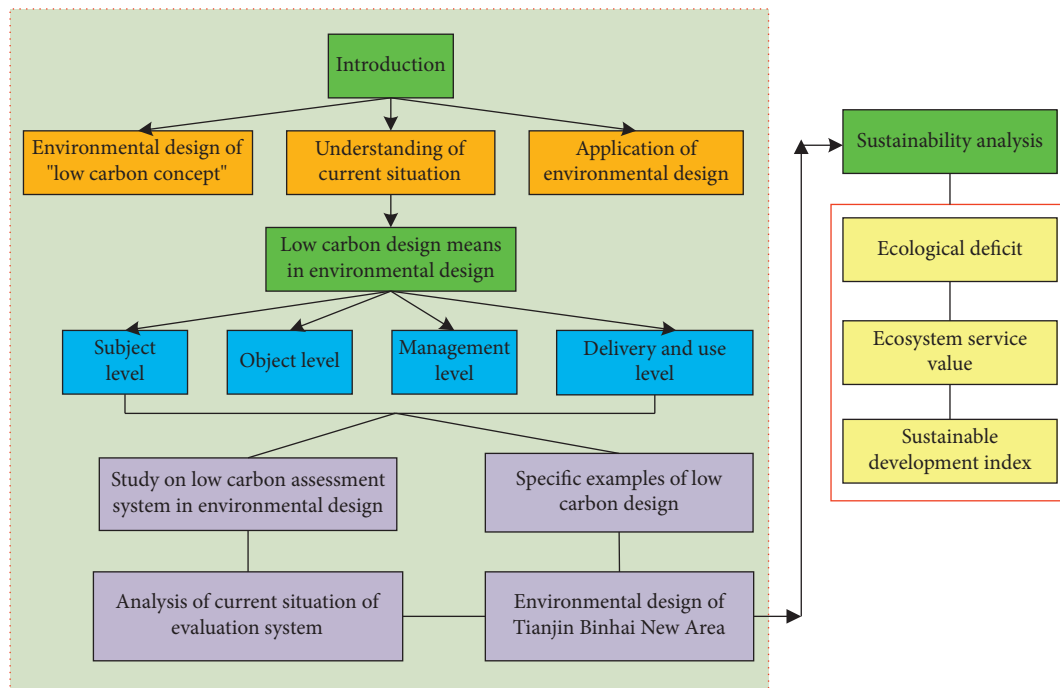 Introduction
Environmental design of
"low carbon concept"
Understanding of
current situation
Application of
environmental design
Low carbon design means
in environmental design
Subject
level
Object level
Management
level
Delivery and use
level
Study on low carbon assessment
system in environmental design
Specific examples of low
carbon design
Analysis of current situation of
evaluation system
Environmental design of
Tianjin Binhai New Area
Sustainability analysis
Ecological deficit
Ecosystem service
value
Sustainable
development index